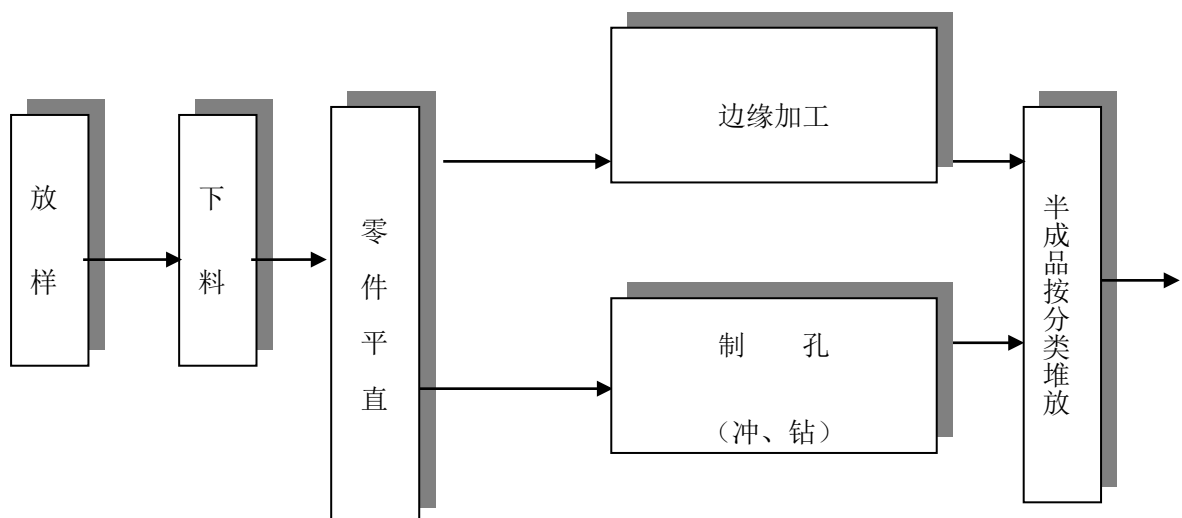 放样
下料
零件平直
边缘加工
制 孔
（冲、钻）
半成品按分类堆放